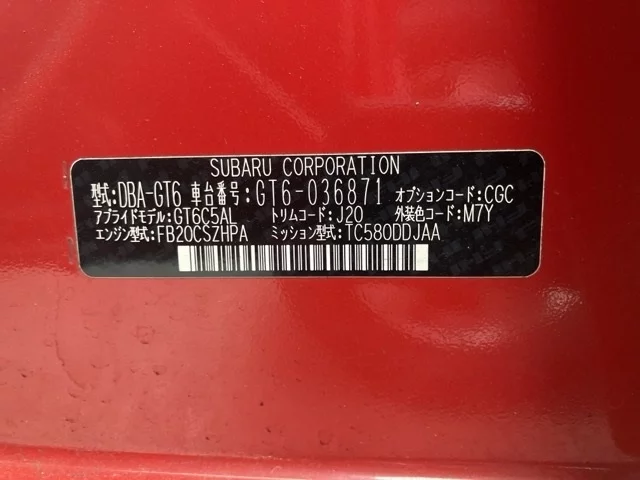 SUBARU CORPORATION
型式:DBA-GT6 車台番号:GT6-036871 オプションコード:CGC
アプライドモデル:GT6C5AL トリムコード:J20 外装色コード:M7Y
エンジン型式:FB20CSZHPA ミッション型式:TC580DDJAA